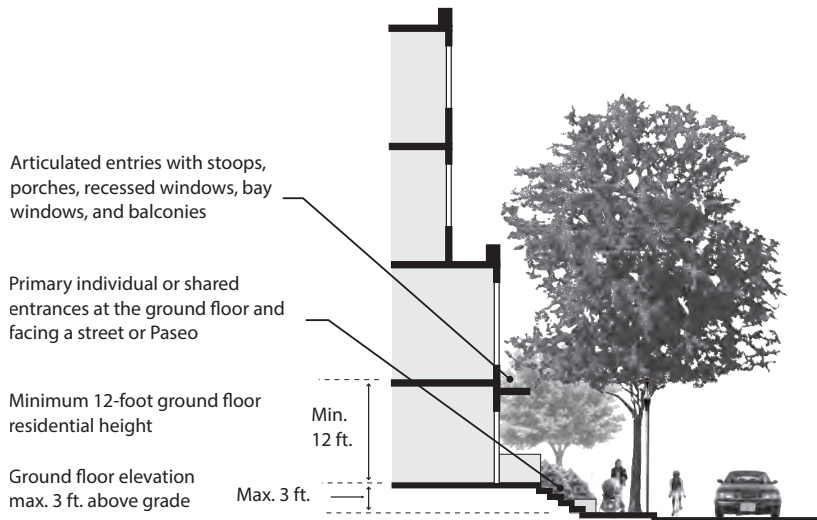 Articulated entries with stoops,
porches, recessed windows, bay
windows, and balconies
Primary individual or shared
entrances at the ground floor and
facing a street or Paseo
Minimum 12-foot ground floor
residential height
Min.
12 ft.
Ground floor elevation
max. 3 ft. above grade
Max. 3 ft.